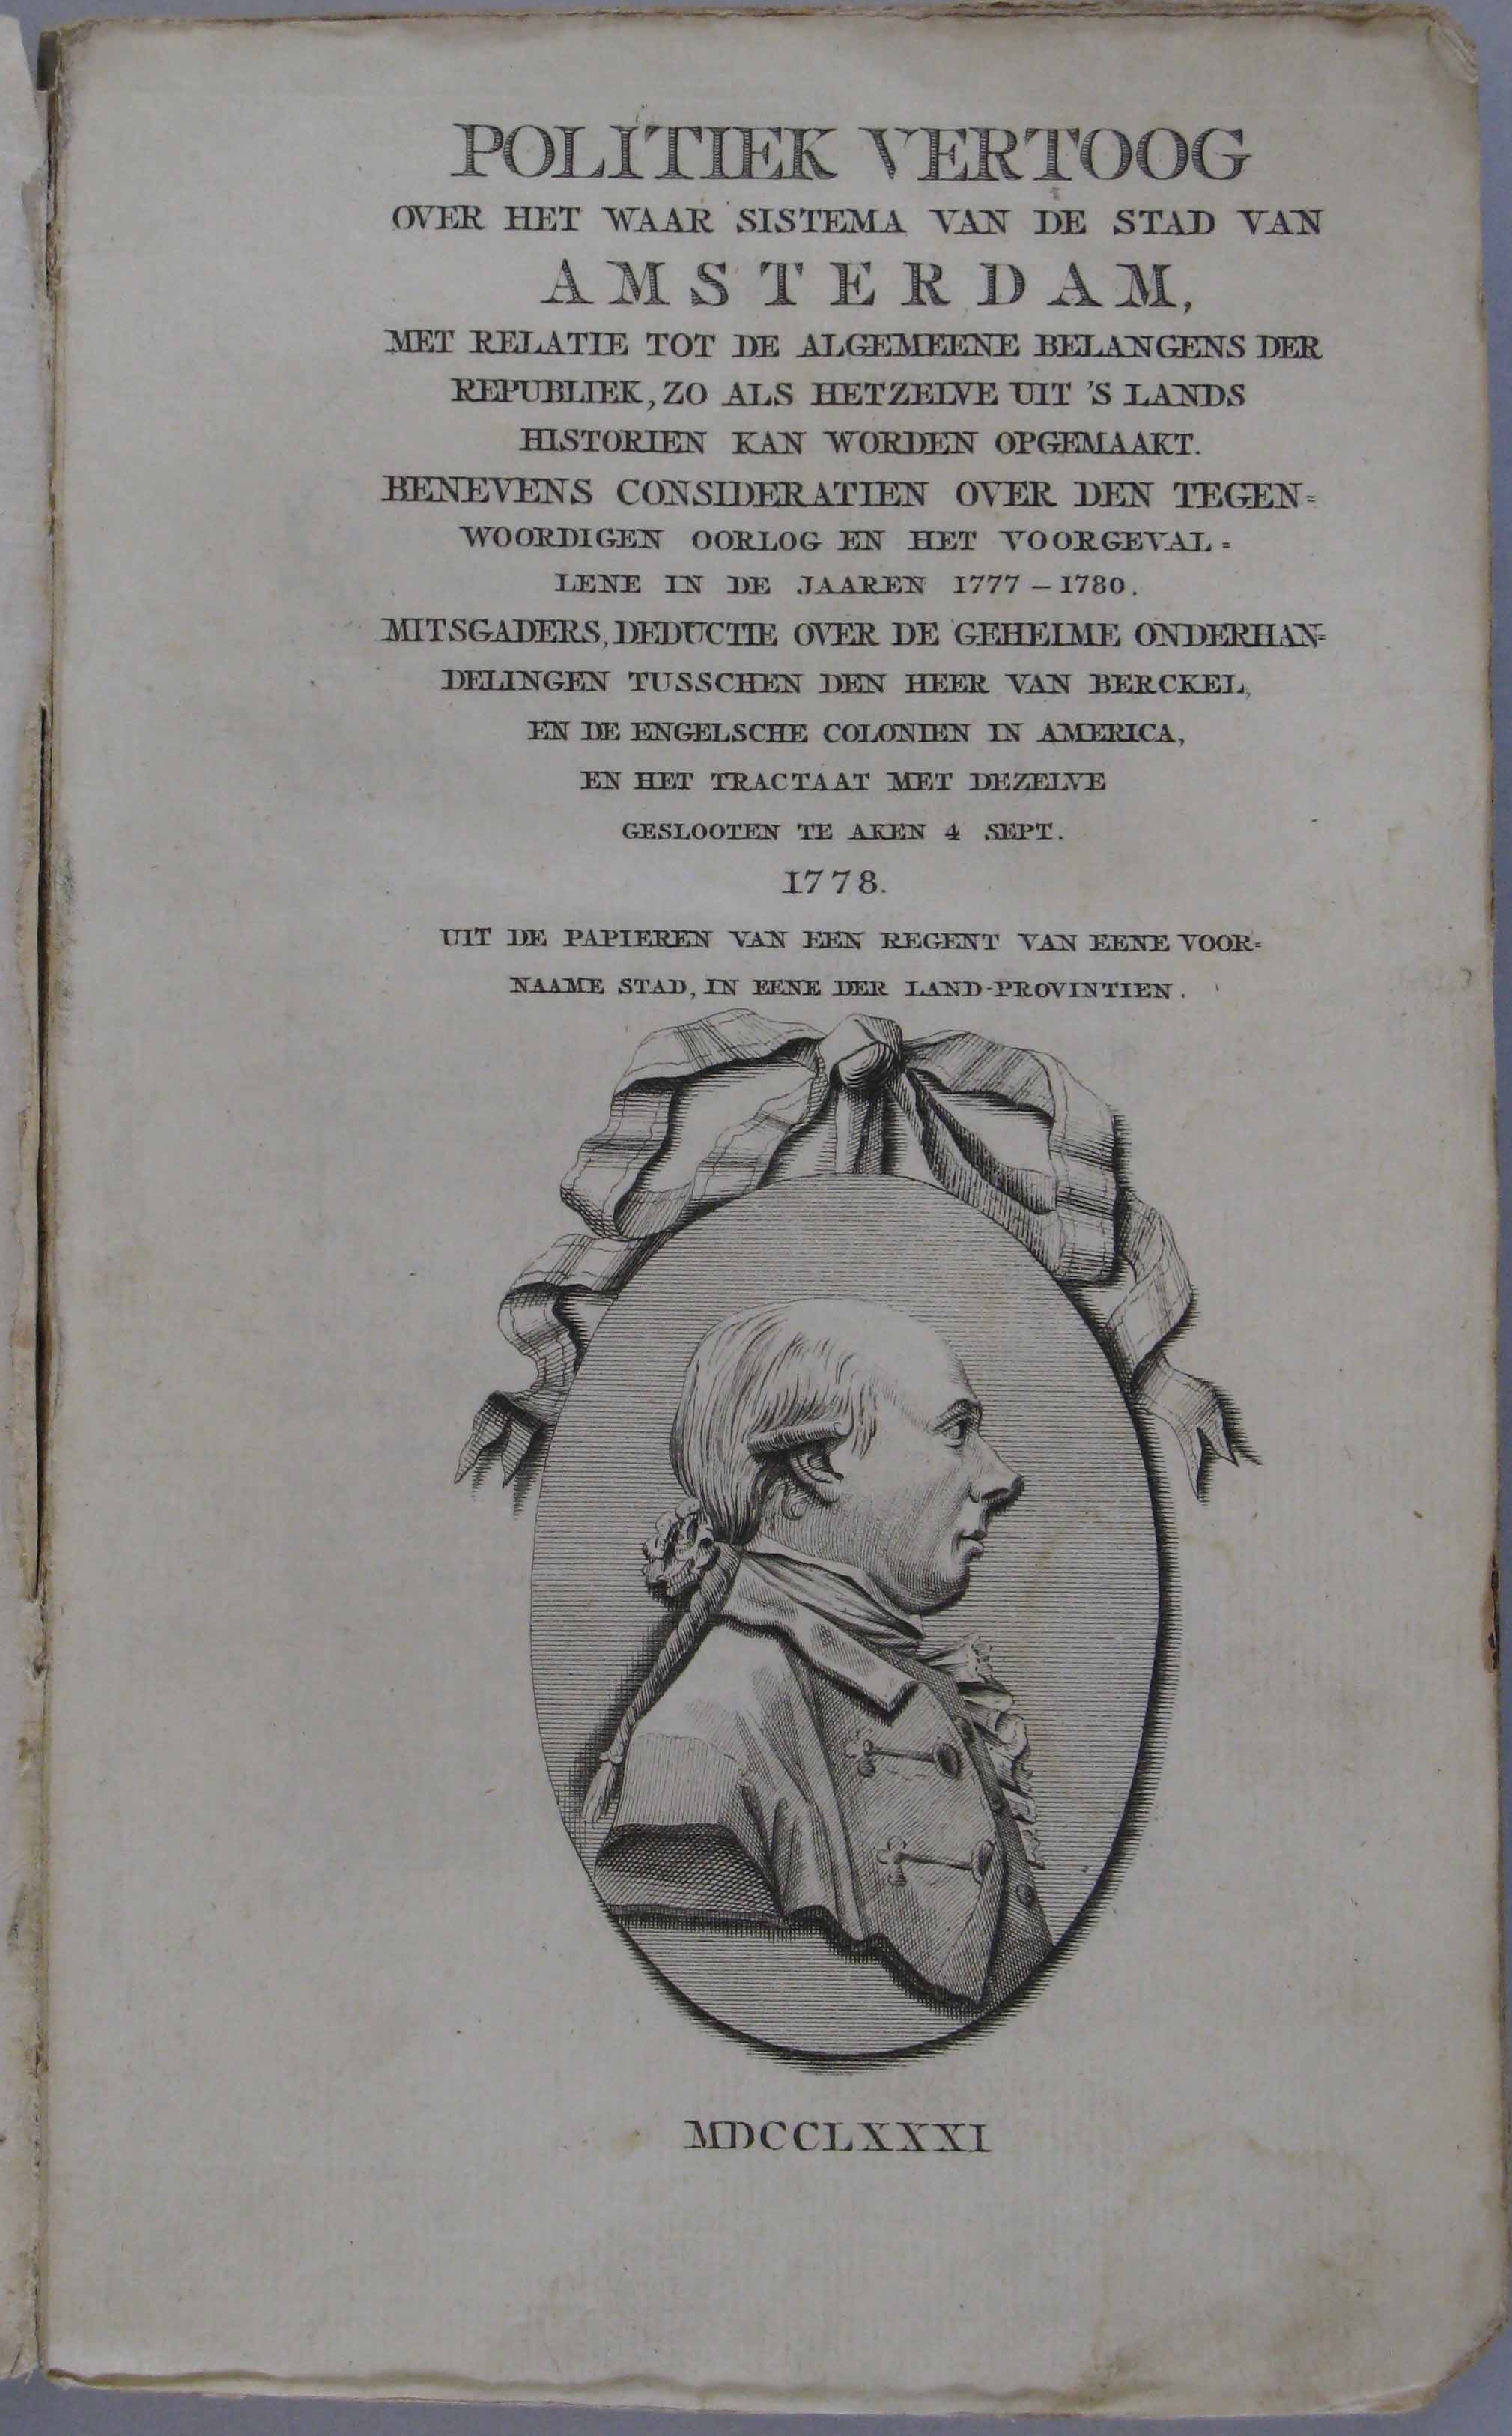 POLITIEK VERTOOG
OVER HET WAAR SISTEMA VAN DE STAD VAN
AMSTERDAM,
MET RELATIE TOT DE ALGEMEENE BELANGENS DER
REPUBLIEK, ZO ALS HETZELVE UIT 'S LANDS
HISTORIEN KAN WORDEN OPGEMAAKT.
BENEVENS CONSIDERATIEN OVER DEN TEGEN=
WOORDIGEN OORLOG EN HET VOORGEVAL=
LENE IN DE JAAREN 1777 – 1780.
MITSGADERS, DEDUCTIE OVER DE GEHEIME ONDERHAN=
DELINGEN TUSSCHEN DEN HEER VAN BERCKEL,
EN DE ENGELSCHE COLONIEN IN AMERICA,
EN HET TRACTAAT MET DEZELVE
GESLOOTEN TE AKEN 4 SEPT.
1778.
UIT DE PAPIEREN VAN EEN REGENT VAN EENE VOOR=
NAAME STAD, IN EENE DER LAND-PROVINTIEN.
MDCCLXXXI